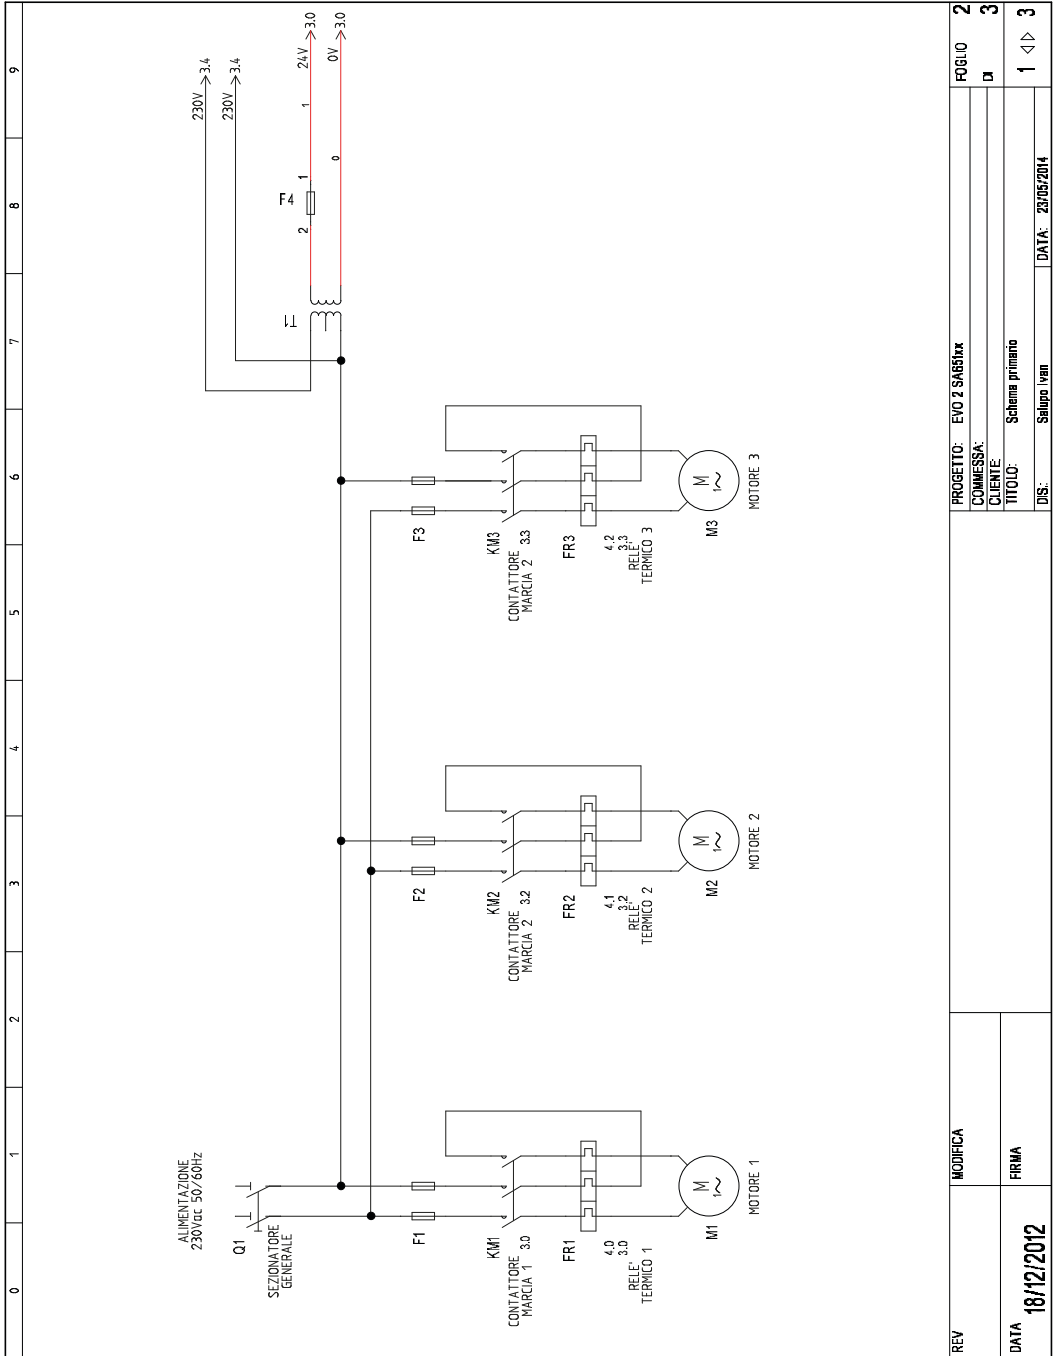 0 1 2 3 4 5 6 7 8 9
ALIMENTAZIONE
230Vac 50/60Hz
Q1
SEZIONATORE
GENERALE
F1
KM1
CONTATTORE
MARCIA 1 3.0
FR1
4.0
3.0
RELE'
TERMICO 1
M
1~
M1
MOTORE 1
F2
KM2
CONTATTORE
MARCIA 2 3.2
FR2
4.1
3.2
RELE'
TERMICO 2
M
1~
M2
MOTORE 2
F3
KM3
CONTATTORE
MARCIA 2 3.3
FR3
4.2
3.3
RELE'
TERMICO 3
M
1~
M3
MOTORE 3
T1
F4
2 1
1
0
230V 3.4
230V 3.4
24V 3.0
0V 3.0
REV
MODIFICA
DATA 18/12/2012
FIRMA
PROGETTO: EVO 2 SA651xx
COMMESSA:
CLIENTE:
TITOLO: Schema primario
DIS.: Salupo Ivan
DATA: 23/05/2014
FOGLIO 2
DI 3
1 3